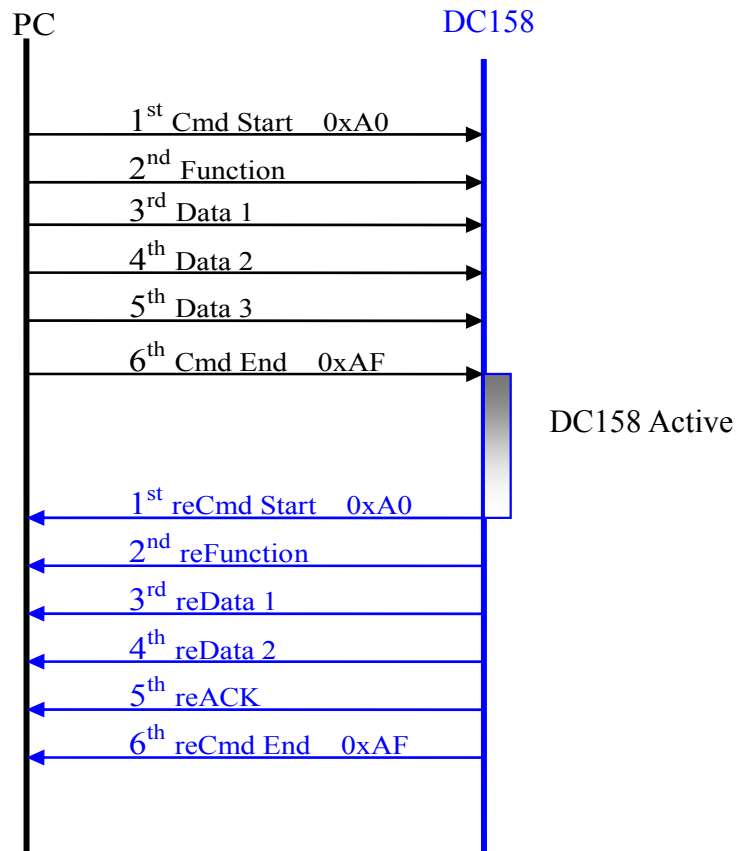 PC
DC158
1st Cmd Start 0xA0
2nd Function
3rd Data 1
4th Data 2
5th Data 3
6th Cmd End 0xAF
DC158 Active
1st reCmd Start 0xA0
2nd reFunction
3rd reData 1
4th reData 2
5th reACK
6th reCmd End 0xAF